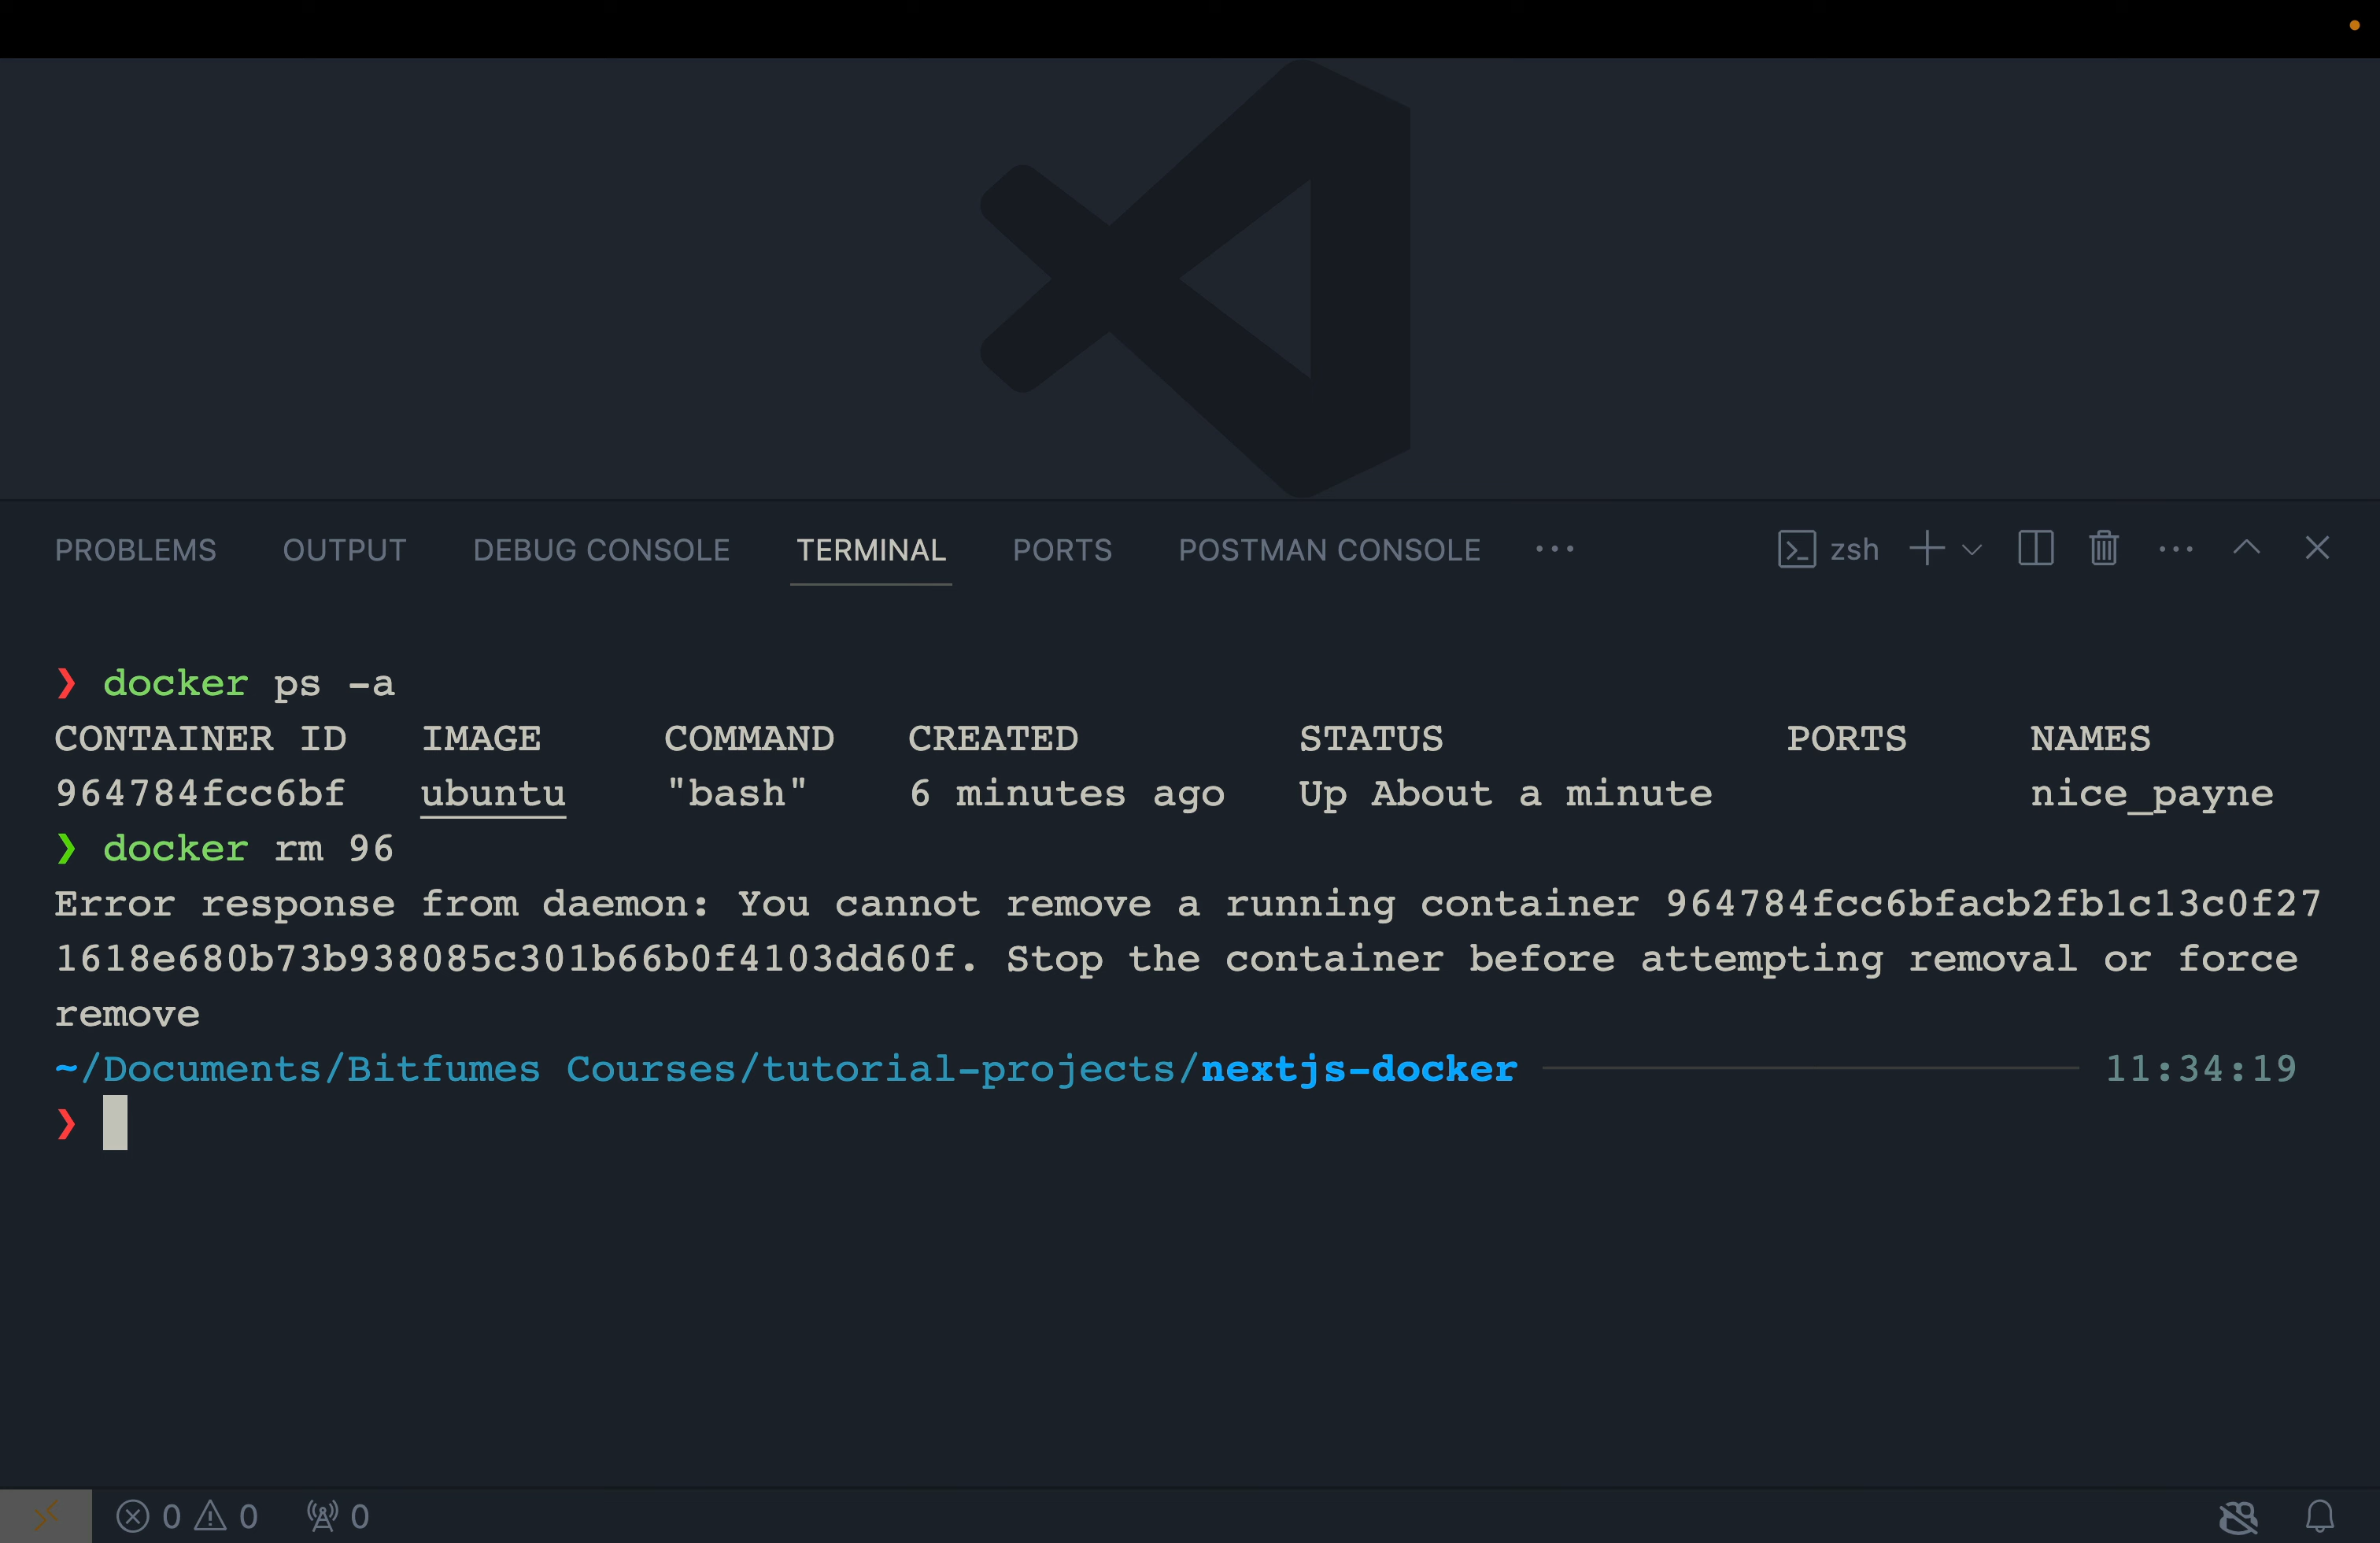 PROBLEMS OUTPUT DEBUG CONSOLE TERMINAL PORTS POSTMAN CONSOLE ··· zsh
❯ docker ps -a
CONTAINER ID IMAGE COMMAND CREATED STATUS PORTS NAMES
964784fcc6bf ubuntu "bash" 6 minutes ago Up About a minute nice_payne
❯ docker rm 96
Error response from daemon: You cannot remove a running container 964784fcc6bfacb2fb1c13c0f27
1618e680b73b938085c301b66b0f4103dd60f. Stop the container before attempting removal or force
remove
~/Documents/Bitfumes Courses/tutorial-projects/nextjs-docker 11:34:19
❯
0 0 0